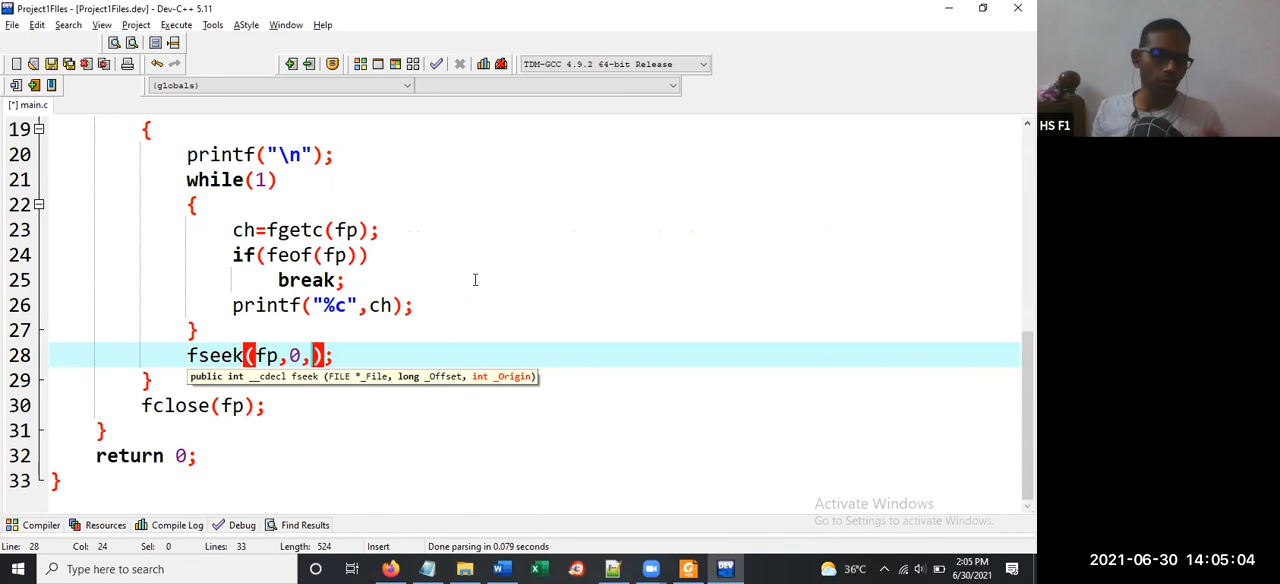 Project1FIles - [Project1Files.dev] - Dev-C++ 5.11
File Edit Search View Project Execute Tools AStyle Window Help
TDM-GCC 4.9.2 64-bit Release
(globals)
[*] main.c
19 {
20 printf("\n");
21 while(1)
22 {
23 ch=fgetc(fp);
24 if(feof(fp))
25 break;
26 printf("%c",ch);
27 }
28 fseek(fp,0,);
public int __cdecl fseek (FILE *_File, long _Offset, int _Origin)
29 }
30 fclose(fp);
31 }
32 return 0;
33 }
HS F1
Activate Windows
Go to Settings to activate Windows.
Compiler Resources Compile Log Debug Find Results
Line: 28 Col: 24 Sel: 0 Lines: 33 Length: 524 Insert Done parsing in 0.079 seconds
Type here to search
DEV
36°C
2:05 PM
6/30/2021
2021-06-30 14:05:04